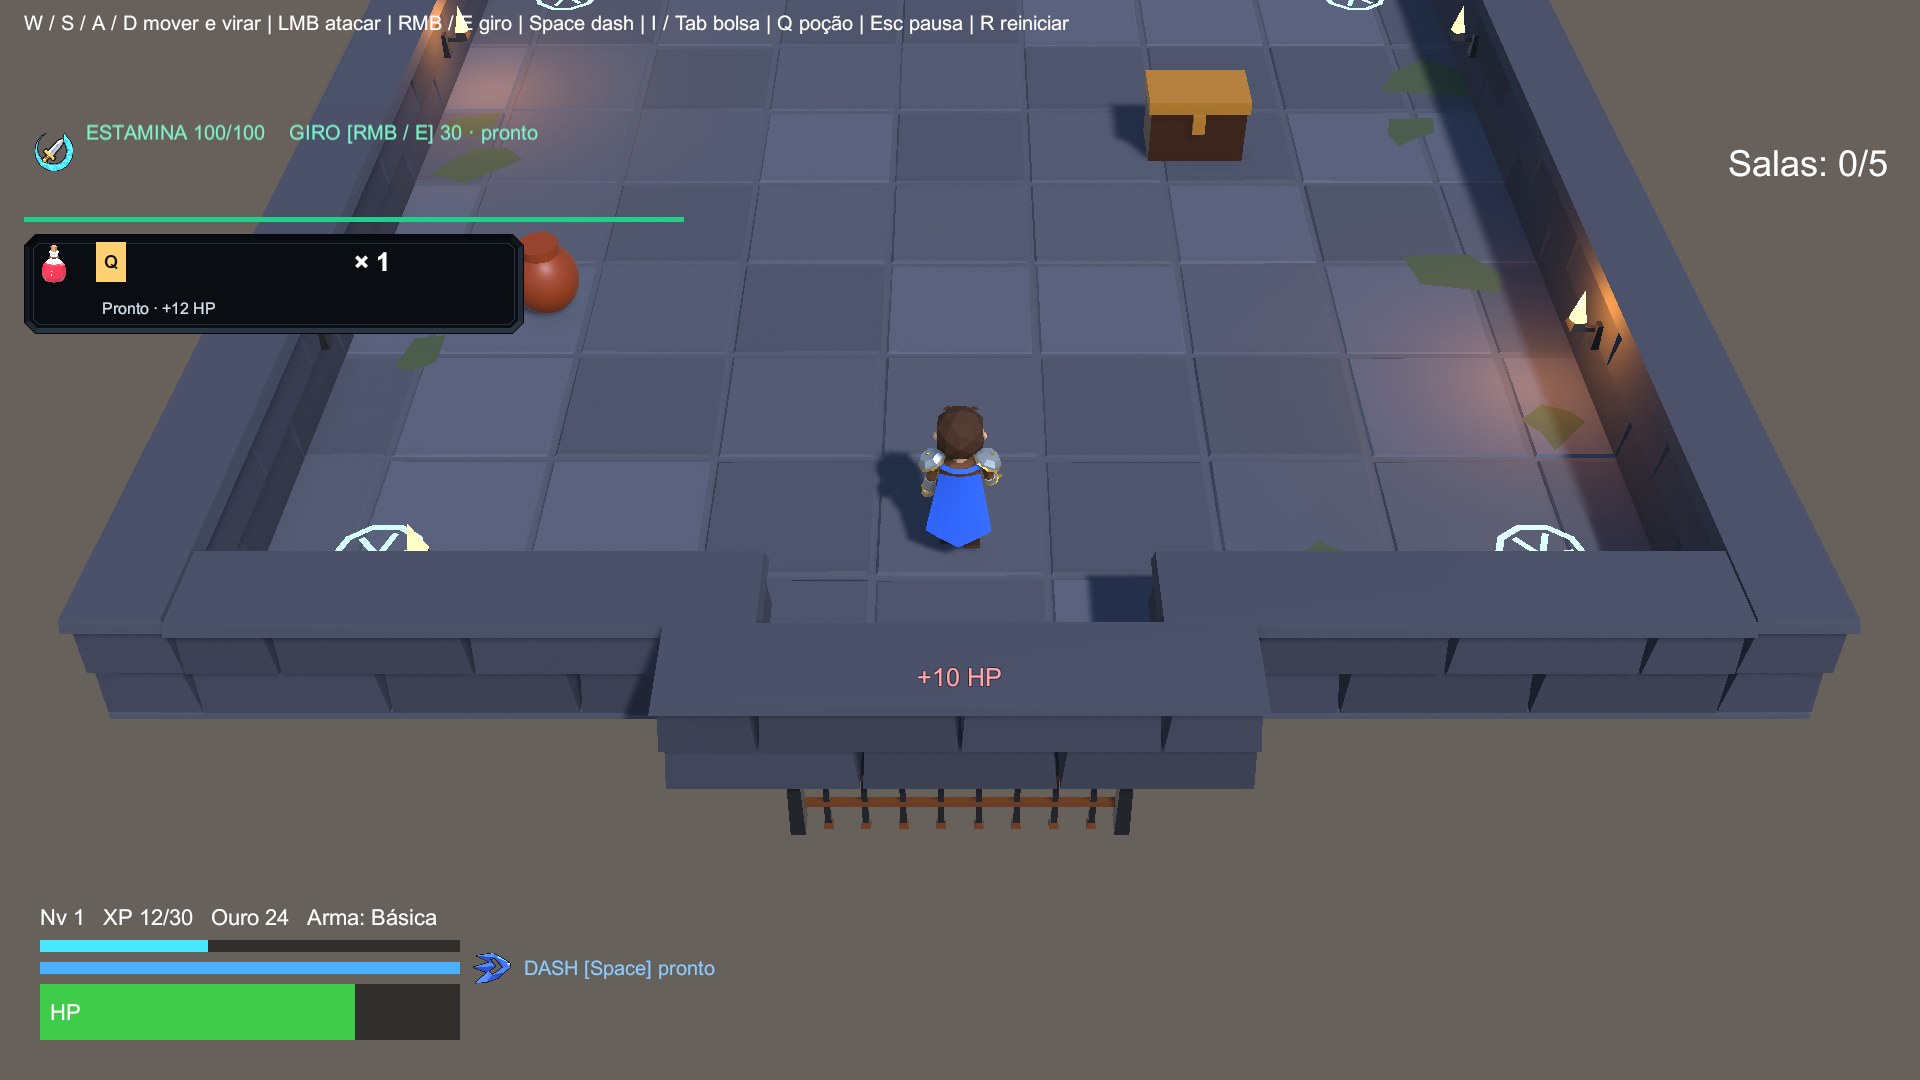 W / S / A / D mover e virar | LMB atacar | RMB / E giro | Space dash | I / Tab bolsa | Q poção | Esc pausa | R reiniciar
ESTAMINA 100/100 GIRO [RMB / E] 30 · pronto
Salas: 0/5
Q × 1
Pronto · +12 HP
+10 HP
Nv 1 XP 12/30 Ouro 24 Arma: Básica
DASH [Space] pronto
HP